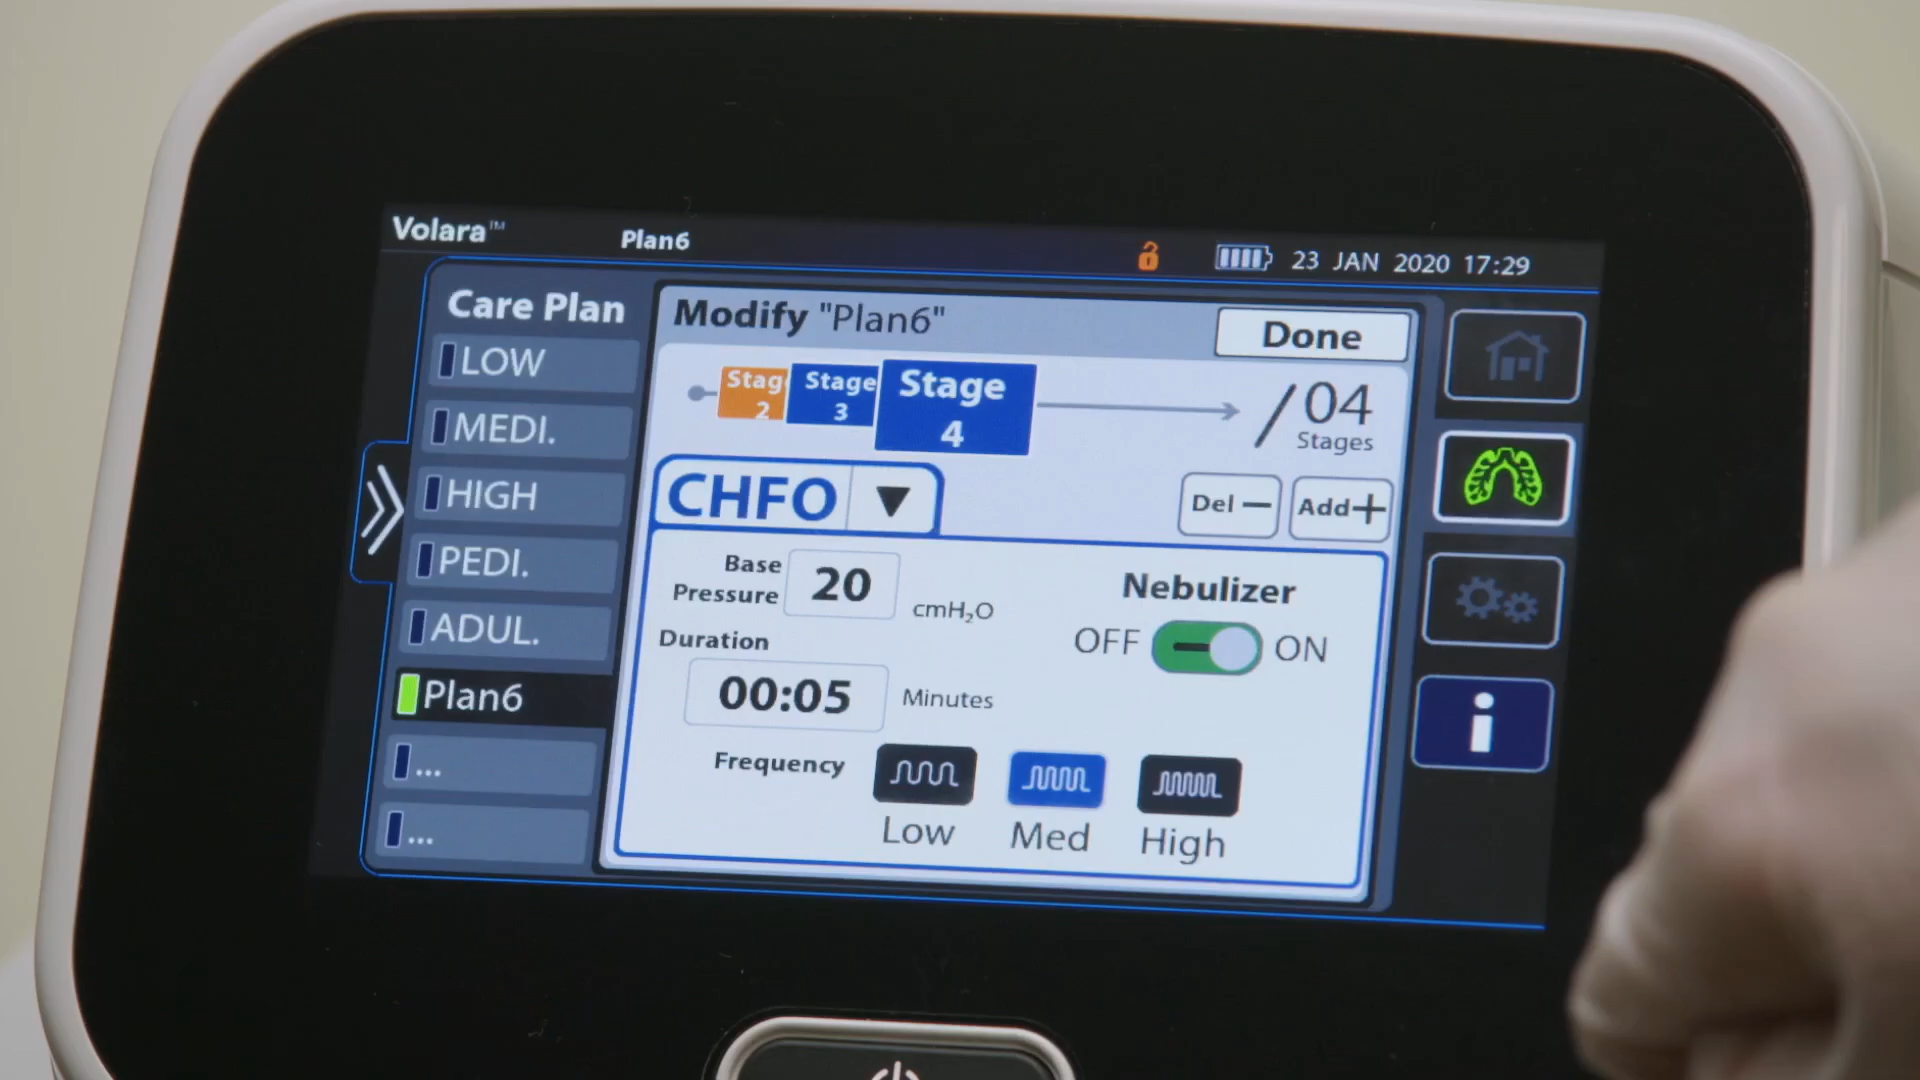 Volara™
Plan6
23 JAN 2020 17:29
Care Plan
LOW
MEDI.
HIGH
PEDI.
ADUL.
Plan6
...
...
Modify "Plan6"
Done
Stag
2
Stage
3
Stage
4
/04
Stages
CHFO
Del −
Add+
Base
Pressure
20
cmH₂O
Duration
00:05
Minutes
Nebulizer
OFF
ON
Frequency
Low
Med
High
i